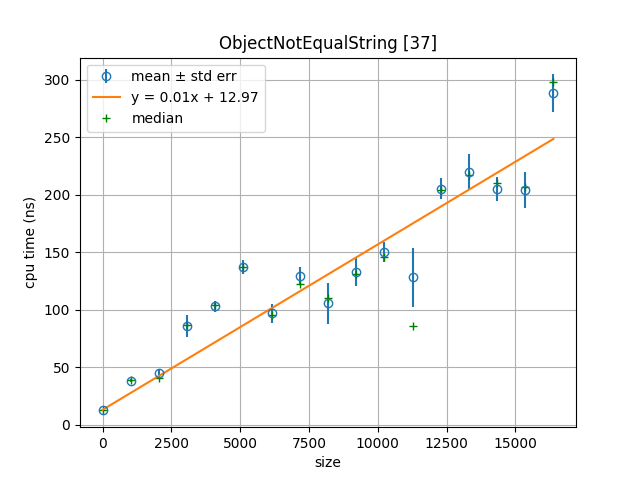 ObjectNotEqualString [37]
mean ± std err
y = 0.01x + 12.97
median
cpu time (ns)
300
250
200
150
100
50
0
0 2500 5000 7500 10000 12500 15000
size